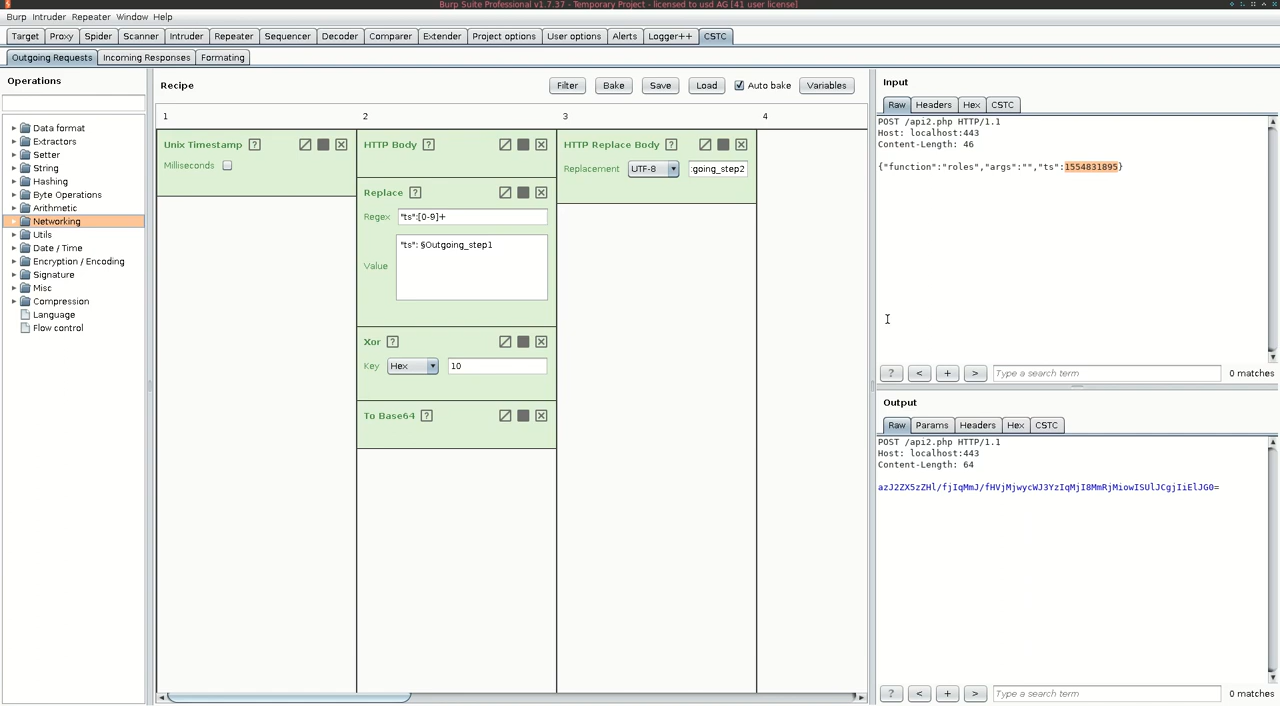 Burp Suite Professional v1.7.37 - Temporary Project - licensed to usd AG [41 user license]
Burp Intruder Repeater Window Help
Target Proxy Spider Scanner Intruder Repeater Sequencer Decoder Comparer Extender Project options User options Alerts Logger++ CSTC
Outgoing Requests Incoming Responses Formating
Operations
Data format
Extractors
Setter
String
Hashing
Byte Operations
Arithmetic
Networking
Utils
Date / Time
Encryption / Encoding
Signature
Misc
Compression
Language
Flow control
Recipe Filter Bake Save Load Auto bake Variables
1 2 3 4
Unix Timestamp ?
Milliseconds
HTTP Body ?
Replace ?
Regex "ts":[0-9]+
"ts": §Outgoing_step1
Value
Xor ?
Key Hex 10
To Base64 ?
HTTP Replace Body ?
Replacement UTF-8 :going_step2
Input
Raw Headers Hex CSTC
POST /api2.php HTTP/1.1
Host: localhost:443
Content-Length: 46
{"function":"roles","args":"","ts":1554831895}
? < + > Type a search term 0 matches
Output
Raw Params Headers Hex CSTC
POST /api2.php HTTP/1.1
Host: localhost:443
Content-Length: 64
azJ2ZX5zZHl/fjIqMmJ/fHVjMjwycWJ3YzIqMjI8MmRjMiowISUlJCgjIiElJG0=
? < + > Type a search term 0 matches